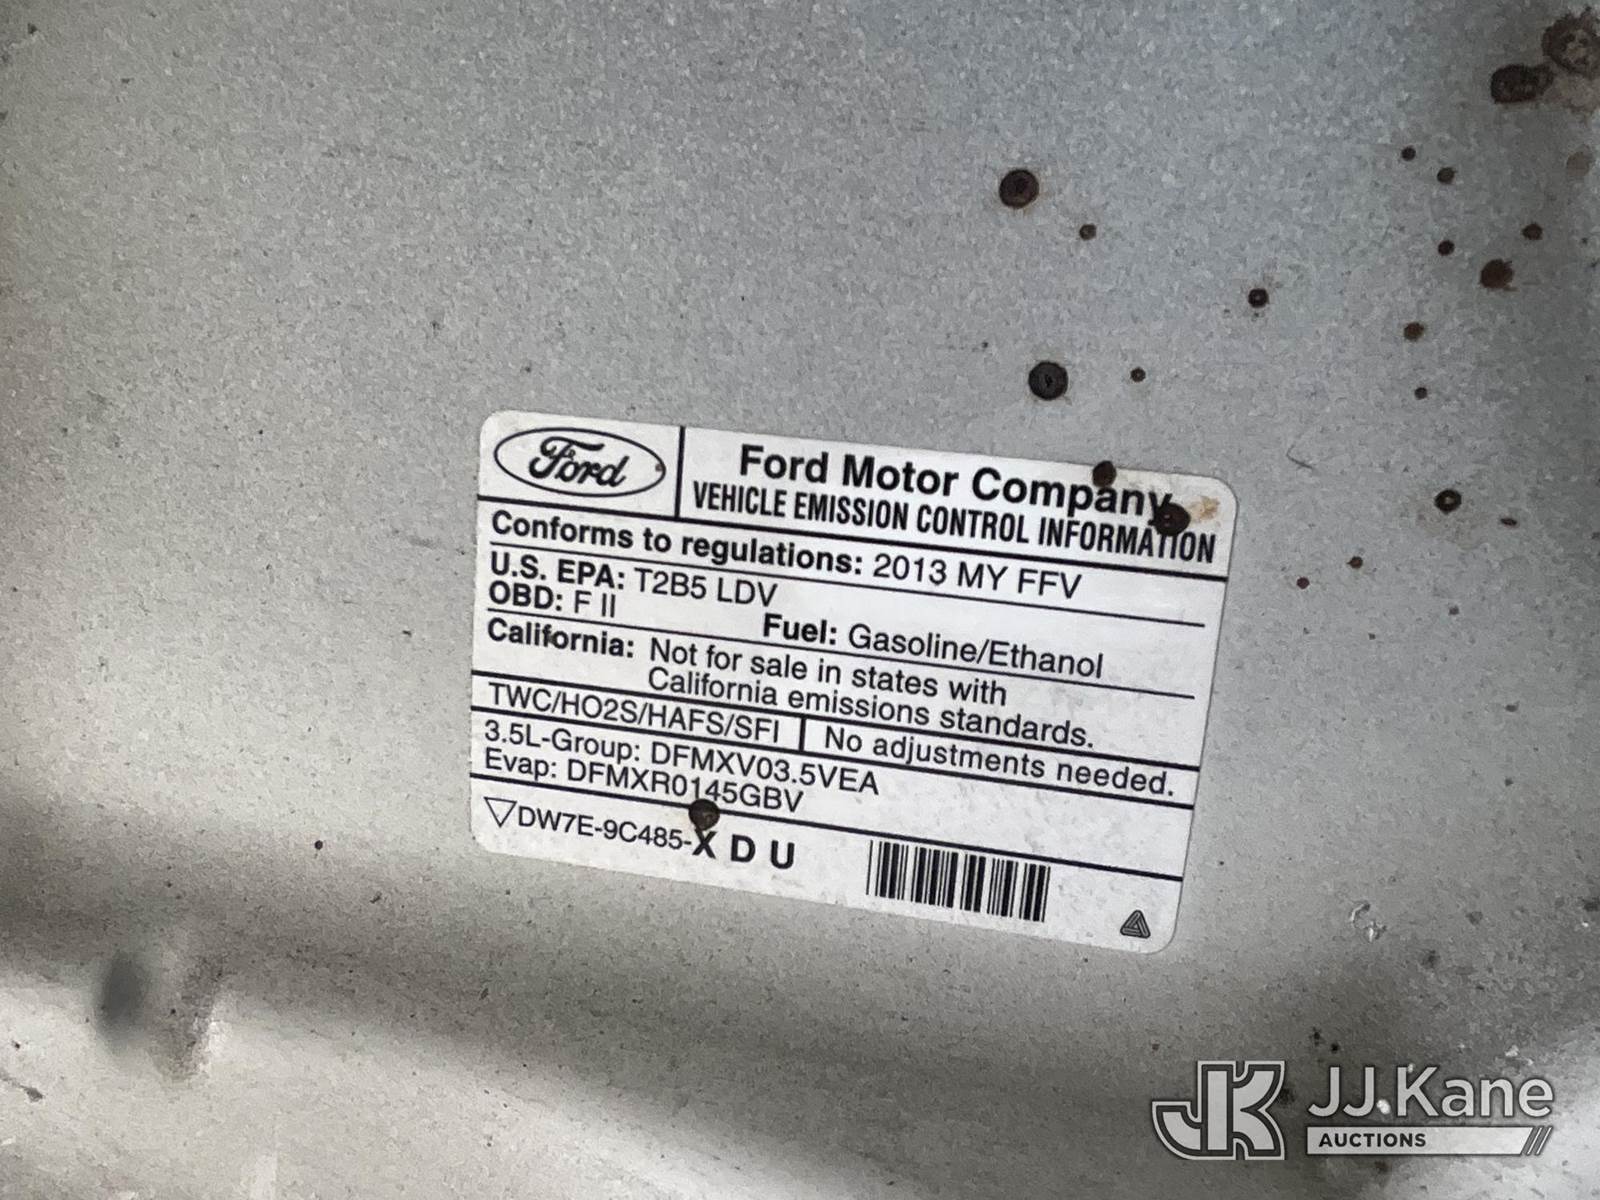 Ford
Ford Motor Company
VEHICLE EMISSION CONTROL INFORMATION
Conforms to regulations: 2013 MY FFV
U.S. EPA: T2B5 LDV
OBD: F II
Fuel: Gasoline/Ethanol
California: Not for sale in states with
California emissions standards.
TWC/HO2S/HAFS/SFI
No adjustments needed.
3.5L-Group: DFMXV03.5VEA
Evap: DFMXR0145GBV
DW7E-9C485-X D U
JK
JJ.Kane
AUCTIONS